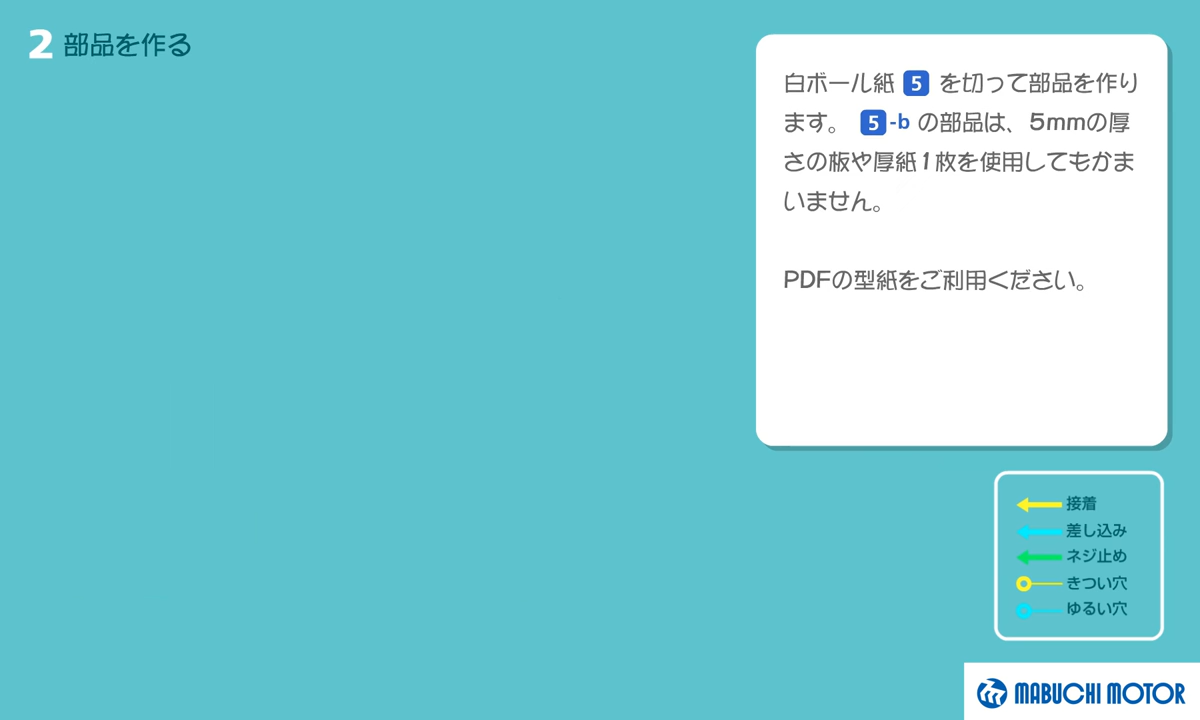 2 部品を作る
白ボール紙 5 を切って部品を作り
ます。 5-b の部品は、5mmの厚
さの板や厚紙1枚を使用してもかま
いません。
PDFの型紙をご利用ください。
接着
差し込み
ネジ止め
きつい穴
ゆるい穴
MABUCHI MOTOR